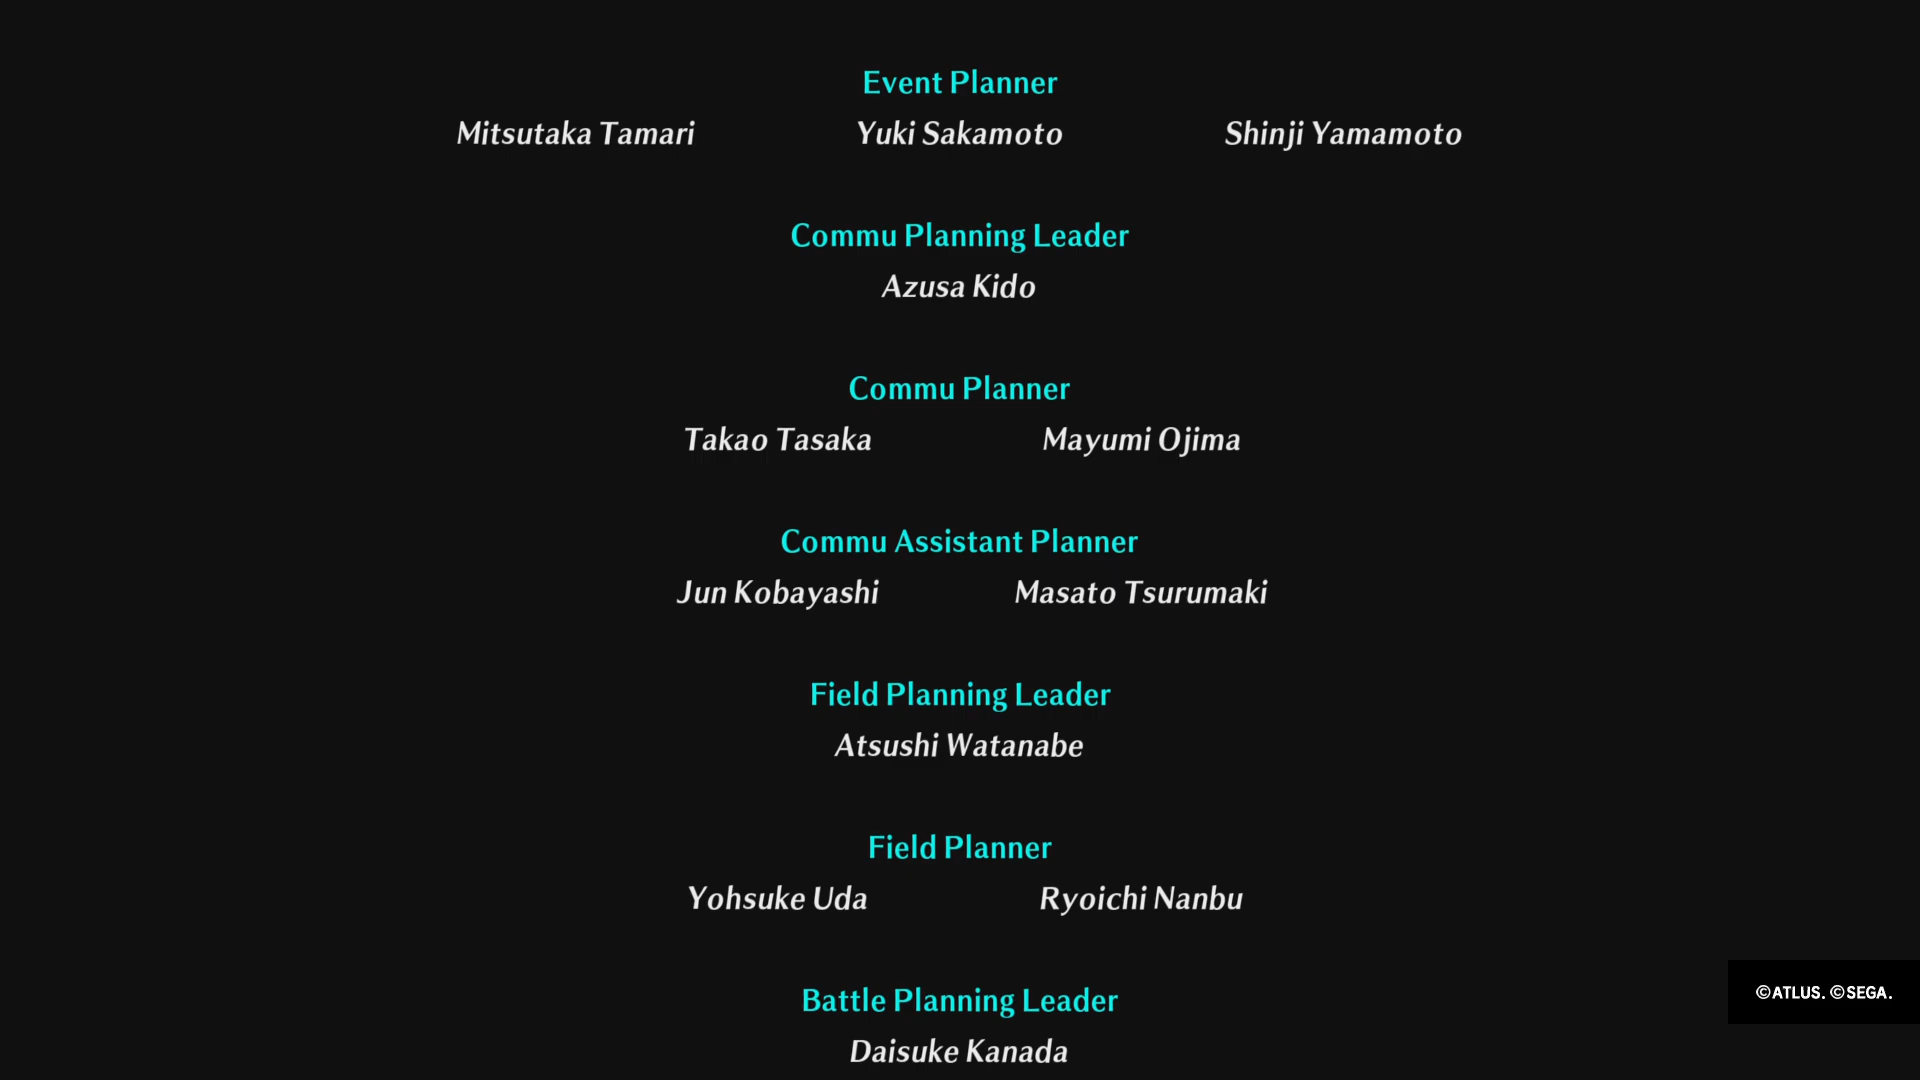 Event Planner
Mitsutaka Tamari Yuki Sakamoto Shinji Yamamoto
Commu Planning Leader
Azusa Kido
Commu Planner
Takao Tasaka Mayumi Ojima
Commu Assistant Planner
Jun Kobayashi Masato Tsurumaki
Field Planning Leader
Atsushi Watanabe
Field Planner
Yohsuke Uda Ryoichi Nanbu
Battle Planning Leader
©ATLUS. ©SEGA.
Daisuke Kanada